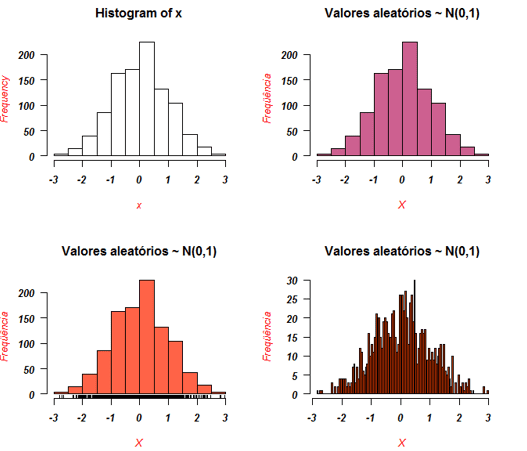 Histogram of x
Frequency
200
150
100
50
0
-3 -2 -1 0 1 2 3
x
Valores aleatórios ~ N(0,1)
Freqüência
200
150
100
50
0
-3 -2 -1 0 1 2 3
X
Valores aleatórios ~ N(0,1)
Freqüência
200
150
100
50
0
-3 -2 -1 0 1 2 3
X
Valores aleatórios ~ N(0,1)
Freqüência
30
25
20
15
10
5
0
-3 -2 -1 0 1 2 3
X